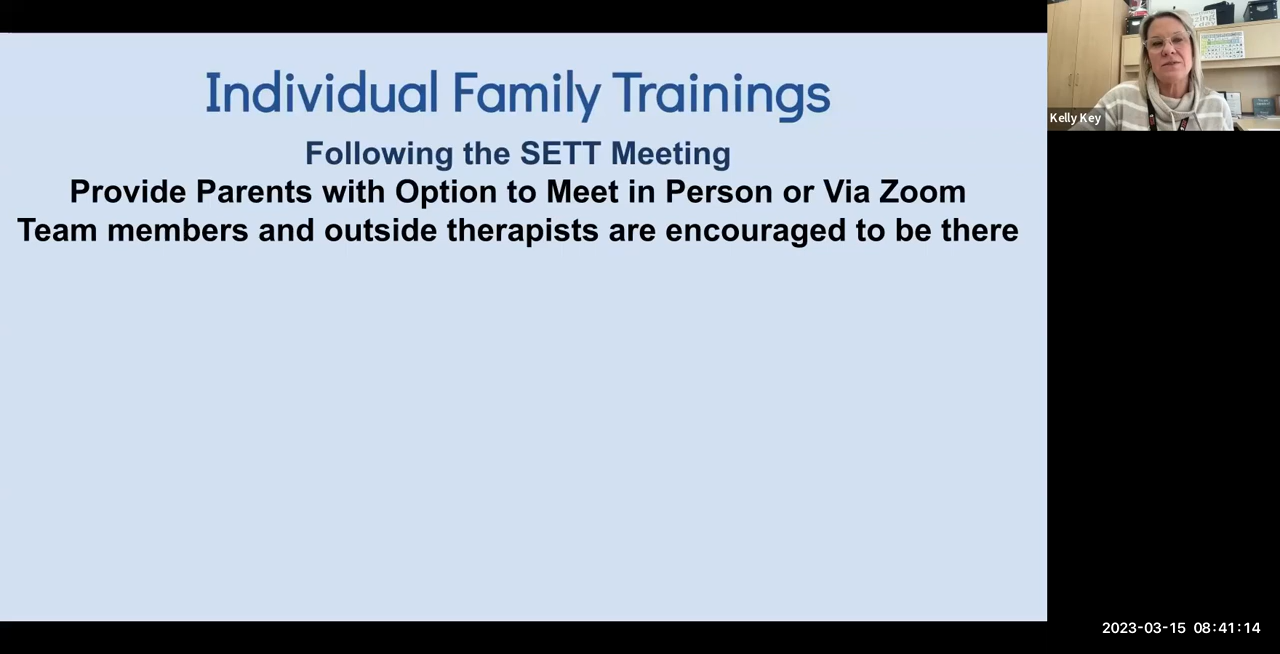 Individual Family Trainings
Following the SETT Meeting
Provide Parents with Option to Meet in Person or Via Zoom
Team members and outside therapists are encouraged to be there
Kelly Key
2023-03-15 08:41:14